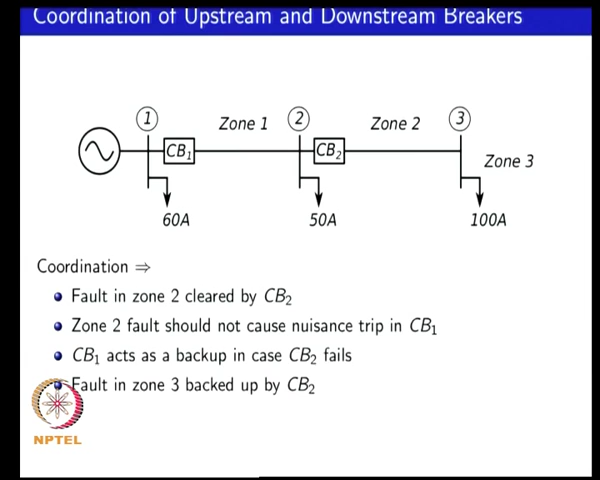 Coordination of Upstream and Downstream Breakers
1 Zone 1 2 Zone 2 3
CB₁ CB₂ Zone 3
60A 50A 100A
Coordination ⇒
Fault in zone 2 cleared by CB₂
Zone 2 fault should not cause nuisance trip in CB₁
CB₁ acts as a backup in case CB₂ fails
Fault in zone 3 backed up by CB₂
NPTEL